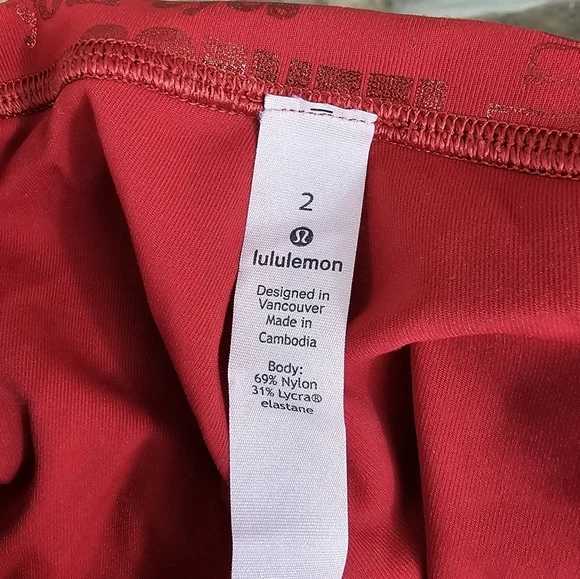 2
lululemon
Designed in
Vancouver
Made in
Cambodia
Body:
69% Nylon
31% Lycra®
elastane